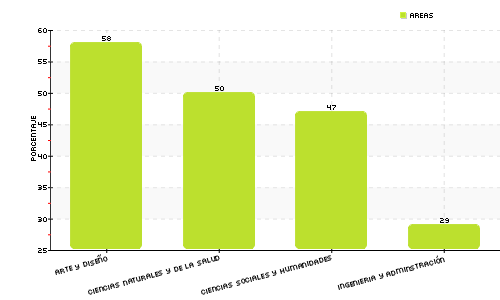 AREAS
PORCENTAJE
60
55
50
45
40
35
30
25
58
50
47
29
ARTE Y DISEÑO
CIENCIAS NATURALES Y DE LA SALUD
CIENCIAS SOCIALES Y HUMANIDADES
INGENIERIA Y ADMINSTRACIÓN